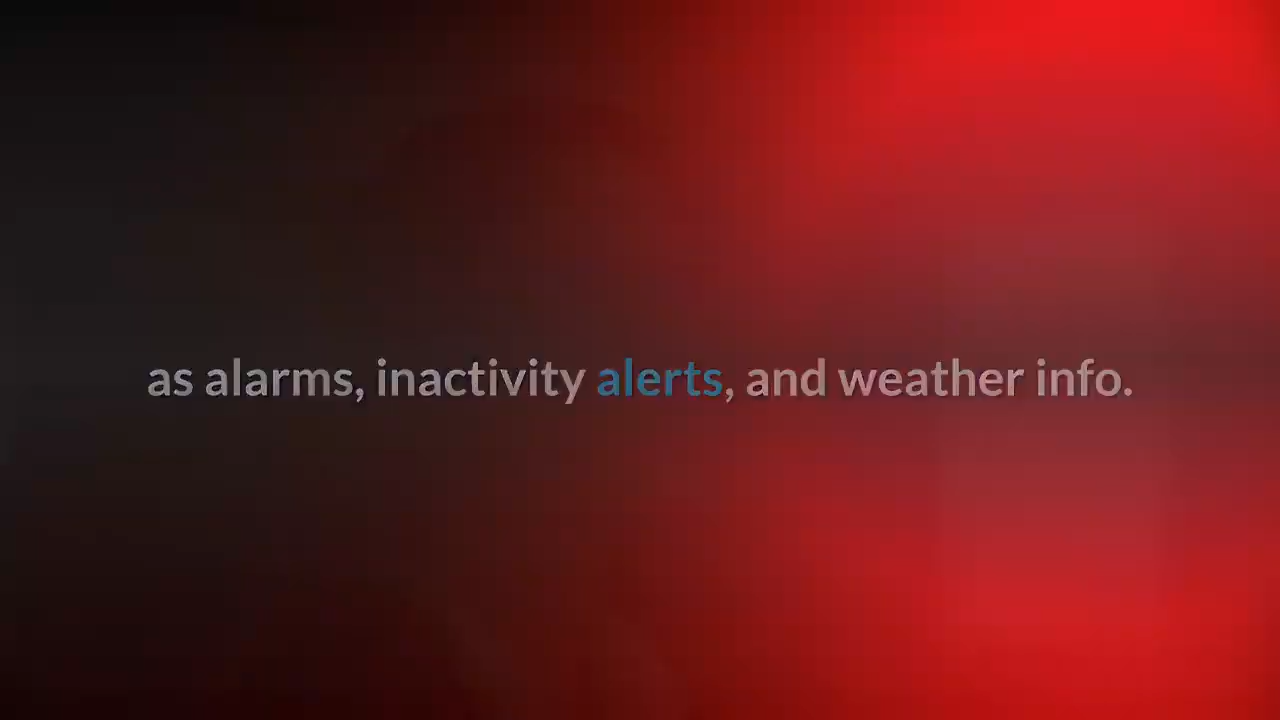 as alarms, inactivity alerts, and weather info.